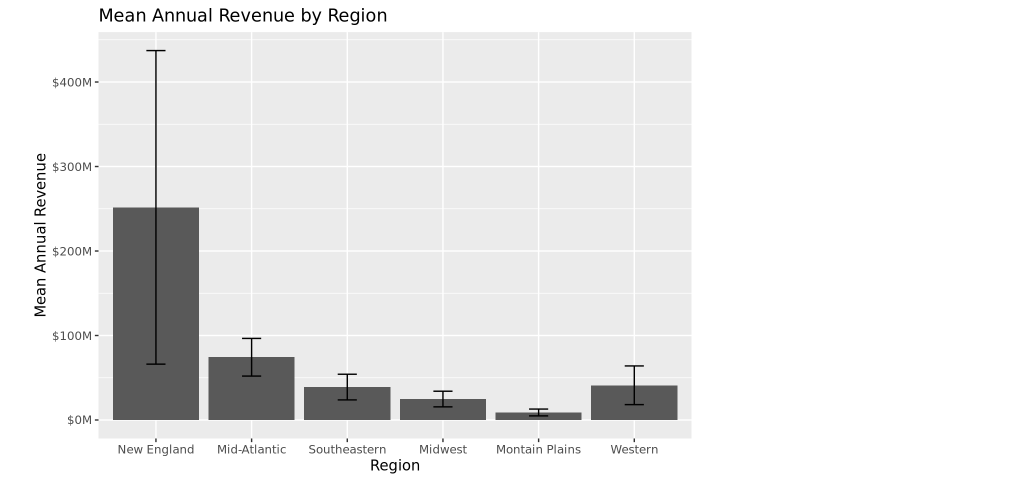 Mean Annual Revenue by Region
Mean Annual Revenue
$400M
$300M
$200M
$100M
$0M
New England Mid-Atlantic Southeastern Midwest Montain Plains Western
Region